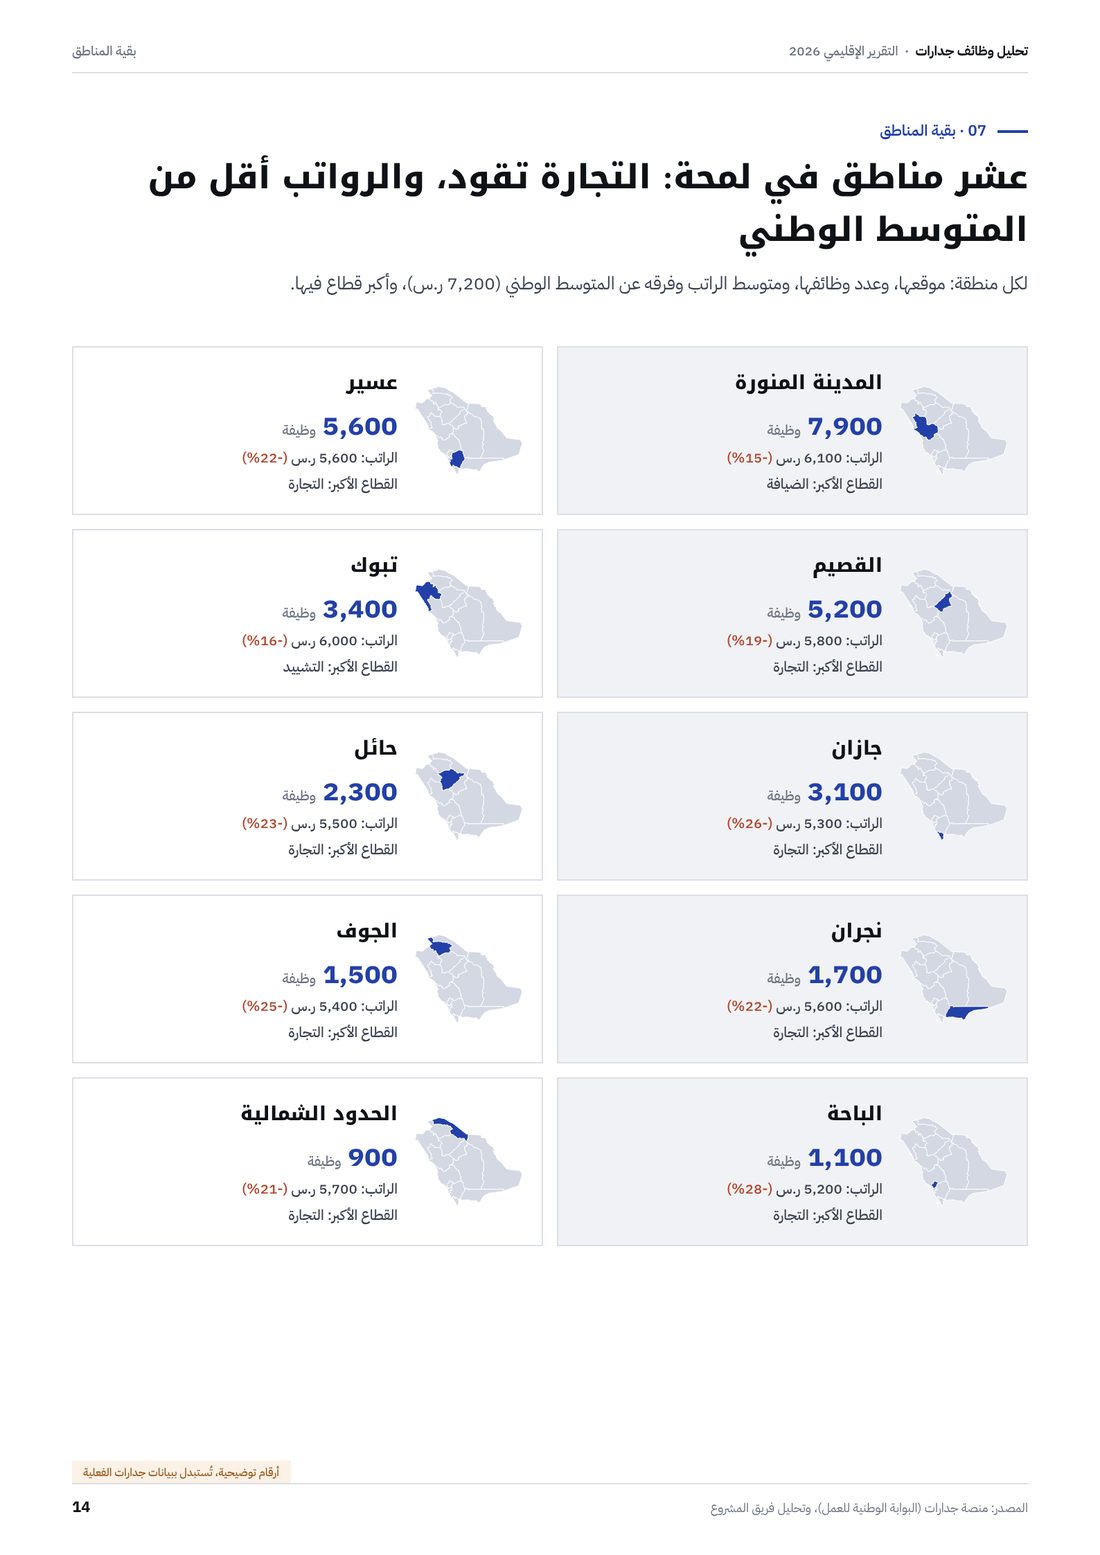 تحليل وظائف جدارات · التقرير الإقليمي 2026
بقية المناطق
07 · بقية المناطق
عشر مناطق في لمحة: التجارة تقود، والرواتب أقل من
المتوسط الوطني
لكل منطقة: موقعها، وعدد وظائفها، ومتوسط الراتب وفرقه عن المتوسط الوطني (7,200 ر.س)، وأكبر قطاع فيها.
المدينة المنورة
7,900 وظيفة
الراتب: 6,100 ر.س (-15%)
القطاع الأكبر: الضيافة
عسير
5,600 وظيفة
الراتب: 5,600 ر.س (-22%)
القطاع الأكبر: التجارة
القصيم
5,200 وظيفة
الراتب: 5,800 ر.س (-19%)
القطاع الأكبر: التجارة
تبوك
3,400 وظيفة
الراتب: 6,000 ر.س (-16%)
القطاع الأكبر: التشييد
جازان
3,100 وظيفة
الراتب: 5,300 ر.س (-26%)
القطاع الأكبر: التجارة
حائل
2,300 وظيفة
الراتب: 5,500 ر.س (-23%)
القطاع الأكبر: التجارة
نجران
1,700 وظيفة
الراتب: 5,600 ر.س (-22%)
القطاع الأكبر: التجارة
الجوف
1,500 وظيفة
الراتب: 5,400 ر.س (-25%)
القطاع الأكبر: التجارة
الباحة
1,100 وظيفة
الراتب: 5,200 ر.س (-28%)
القطاع الأكبر: التجارة
الحدود الشمالية
900 وظيفة
الراتب: 5,700 ر.س (-21%)
القطاع الأكبر: التجارة
أرقام توضيحية، تُستبدل ببيانات جدارات الفعلية
المصدر: منصة جدارات (البوابة الوطنية للعمل)، وتحليل فريق المشروع
14